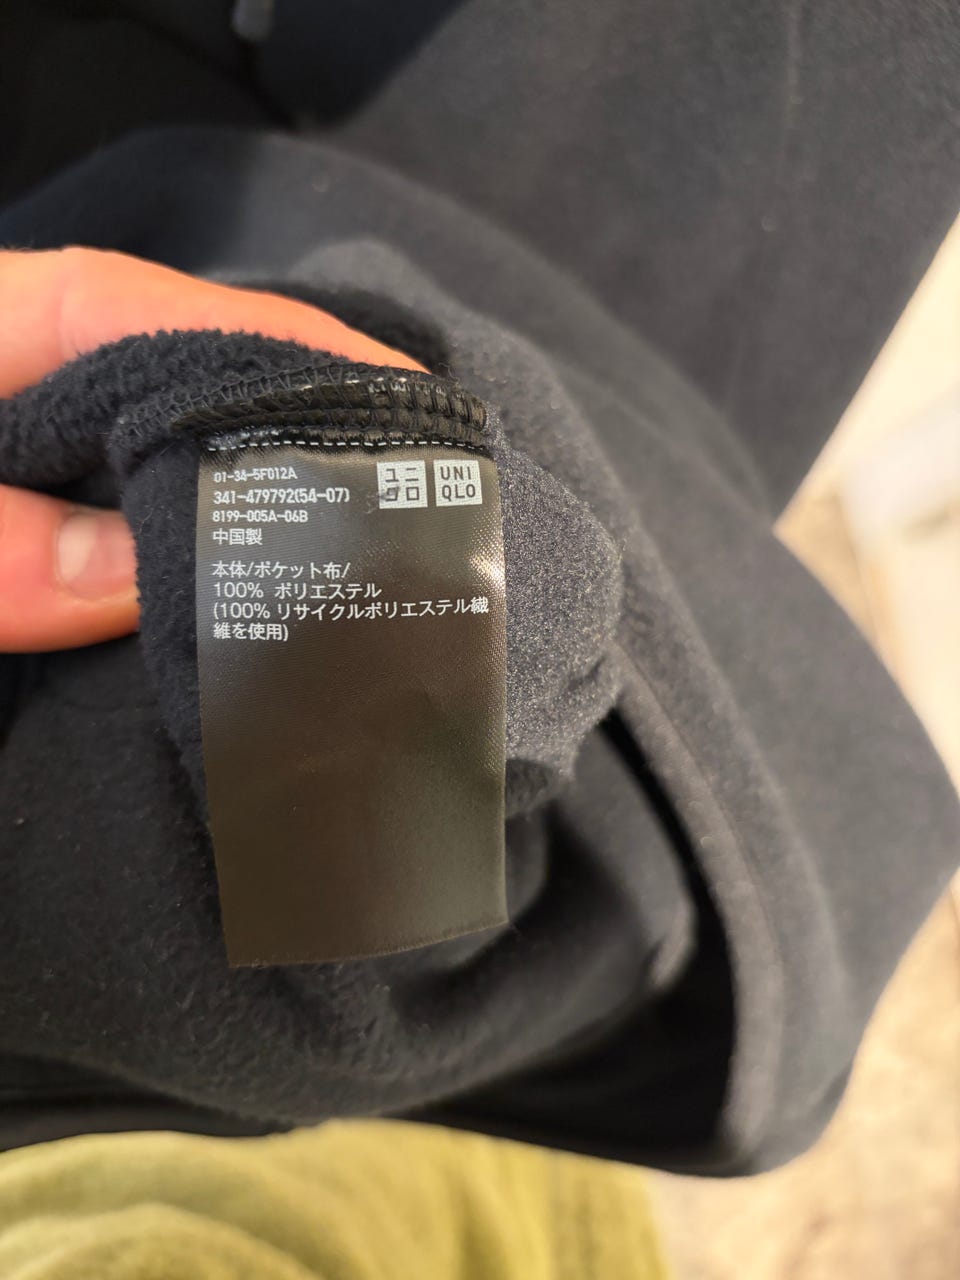 01-34-5F012A
341-479792(54-07)
8199-005A-06B
中国製
ユニ
クロ
UNI
QLO
本体/ポケット布/
100% ポリエステル
(100% リサイクルポリエステル繊
維を使用)